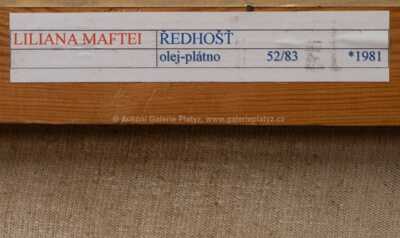 LILIANA MAFTEI ŘEDHOŠŤ
olej-plátno 52/83 *1981
© Aukční Galerie Platýz, www.galerieplatyz.cz